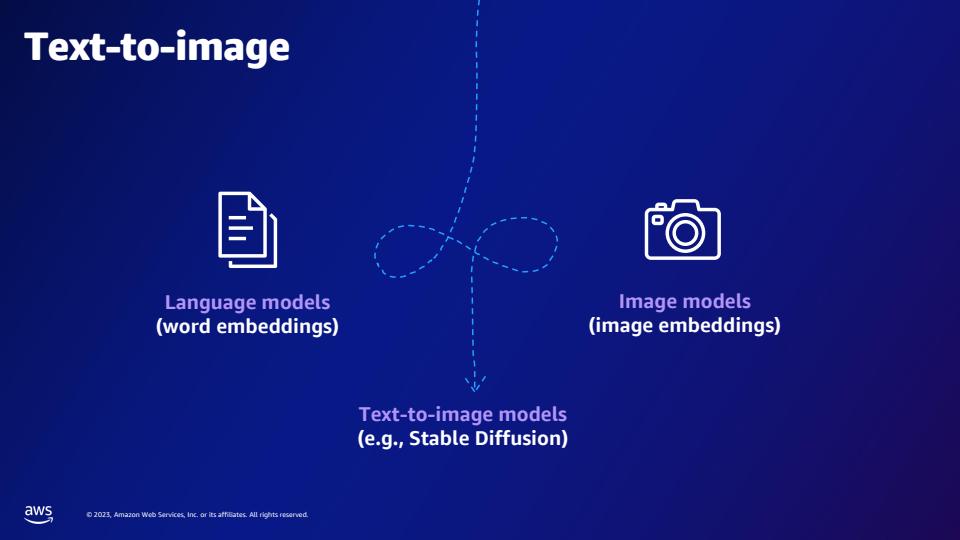 Text-to-image
Language models
(word embeddings)
Image models
(image embeddings)
Text-to-image models
(e.g., Stable Diffusion)
aws
© 2023, Amazon Web Services, Inc. or its affiliates. All rights reserved.